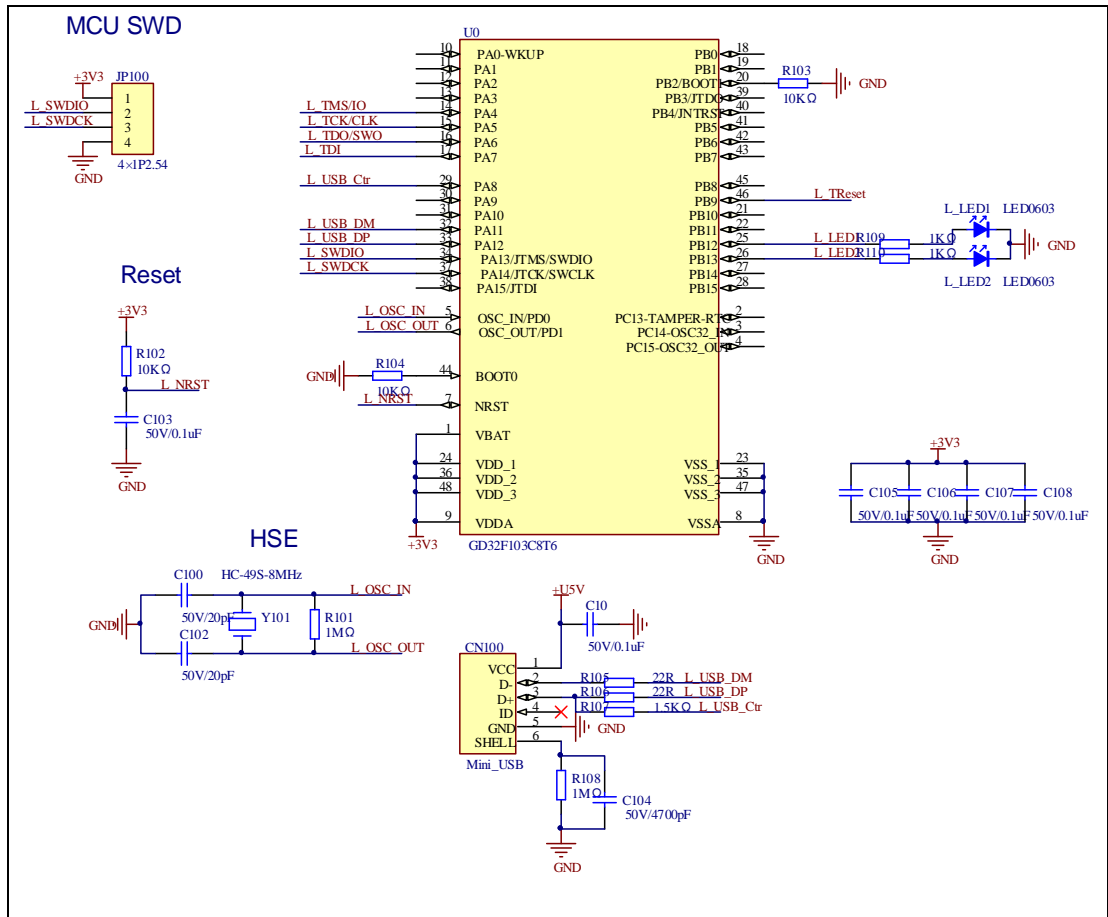 MCU SWD
+3V3
JP100
1
L_SWDIO
2
L_SWDCK
3
4
GND
4×1P2.54
Reset
+3V3
R102
10KΩ
L_NRST
C103
50V/0.1uF
GND
U0
10 PA0-WKUP
11 PA1
12 PA2
13 PA3
L_TMS/IO 14 PA4
L_TCK/CLK 15 PA5
L_TDO/SWO 16 PA6
L_TDI 17 PA7
L_USB_Ctr 29 PA8
30 PA9
31 PA10
L_USB_DM 32 PA11
L_USB_DP 33 PA12
L_SWDIO 34 PA13/JTMS/SWDIO
L_SWDCK 37 PA14/JTCK/SWCLK
38 PA15/JTDI
L_OSC_IN 5 OSC_IN/PD0
L_OSC_OUT 6 OSC_OUT/PD1
GND R104 10KΩ 44 BOOT0
L_NRST 7 NRST
1 VBAT
24 VDD_1
36 VDD_2
48 VDD_3
9 VDDA
+3V3
GD32F103C8T6
PB0 18
PB1 19
PB2/BOOT1 20 R103 10KΩ GND
PB3/JTDO 39
PB4/JNTRST 40
PB5 41
PB6 42
PB7 43
PB8 45
PB9 46 L_TReset
PB10 21
PB11 22
PB12 25 L_LED1 R109 1KΩ
PB13 26 L_LED2 R110 1KΩ
PB14 27
PB15 28
L_LED1 LED0603
GND
L_LED2 LED0603
PC13-TAMPER-RTC 2
PC14-OSC32_IN 3
PC15-OSC32_OUT 4
VSS_1 23
VSS_2 35
VSS_3 47
VSSA 8
GND
+3V3
C105 C106 C107 C108
50V/0.1uF 50V/0.1uF 50V/0.1uF 50V/0.1uF
GND
HSE
C100 HC-49S-8MHz L_OSC_IN
50V/20pF
GND
Y101
R101
1MΩ
C102 L_OSC_OUT
50V/20pF
+U5V
C10
50V/0.1uF
CN100
VCC 1
D- 2 R105 22R L_USB_DM
D+ 3 R106 22R L_USB_DP
ID 4 R107 1.5KΩ L_USB_Ctr
GND 5 GND
SHELL 6
Mini_USB
R108
1MΩ
C104
50V/4700pF
GND